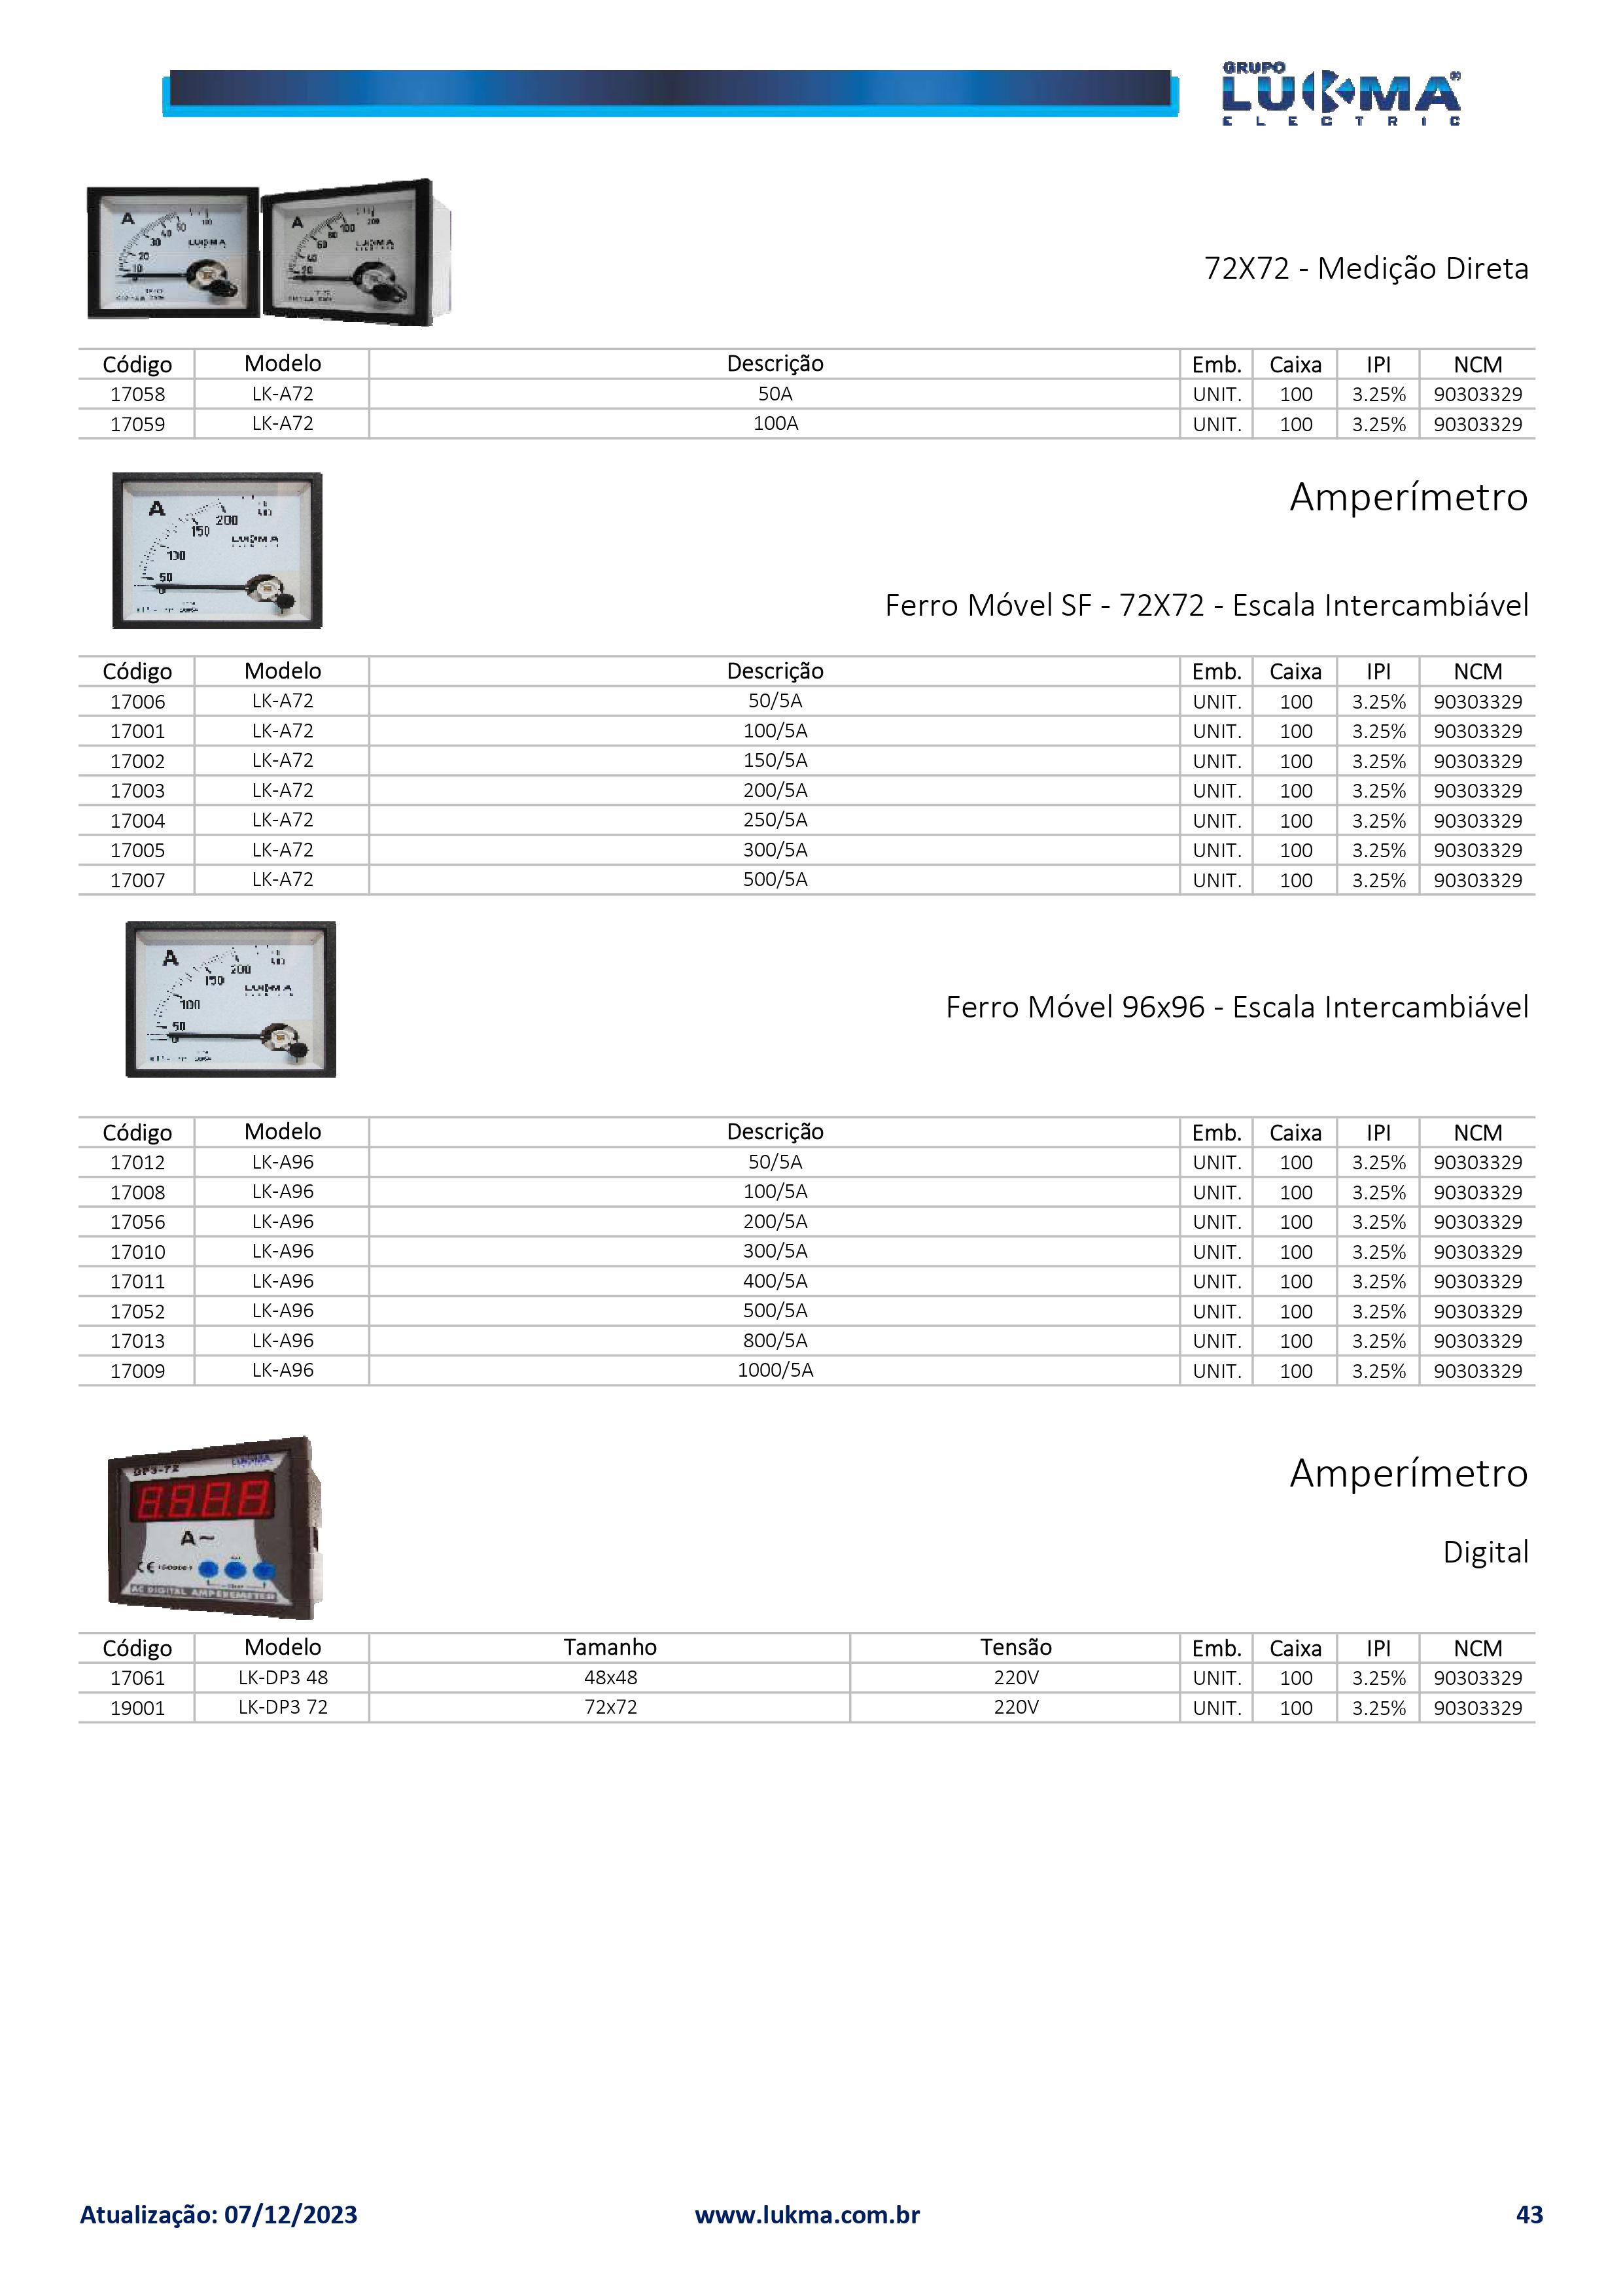 GRUPO
LUKMA®
ELECTRIC
72X72 - Medição Direta
Código Modelo Descrição Emb. Caixa IPI NCM
17058 LK-A72 50A UNIT. 100 3.25% 90303329
17059 LK-A72 100A UNIT. 100 3.25% 90303329
Amperímetro
Ferro Móvel SF - 72X72 - Escala Intercambiável
Código Modelo Descrição Emb. Caixa IPI NCM
17006 LK-A72 50/5A UNIT. 100 3.25% 90303329
17001 LK-A72 100/5A UNIT. 100 3.25% 90303329
17002 LK-A72 150/5A UNIT. 100 3.25% 90303329
17003 LK-A72 200/5A UNIT. 100 3.25% 90303329
17004 LK-A72 250/5A UNIT. 100 3.25% 90303329
17005 LK-A72 300/5A UNIT. 100 3.25% 90303329
17007 LK-A72 500/5A UNIT. 100 3.25% 90303329
Ferro Móvel 96x96 - Escala Intercambiável
Código Modelo Descrição Emb. Caixa IPI NCM
17012 LK-A96 50/5A UNIT. 100 3.25% 90303329
17008 LK-A96 100/5A UNIT. 100 3.25% 90303329
17056 LK-A96 200/5A UNIT. 100 3.25% 90303329
17010 LK-A96 300/5A UNIT. 100 3.25% 90303329
17011 LK-A96 400/5A UNIT. 100 3.25% 90303329
17052 LK-A96 500/5A UNIT. 100 3.25% 90303329
17013 LK-A96 800/5A UNIT. 100 3.25% 90303329
17009 LK-A96 1000/5A UNIT. 100 3.25% 90303329
DP3-72 LUKMA
8.8.8.8
A~
CE
AC DIGITAL AMPEREMETER
Amperímetro
Digital
Código Modelo Tamanho Tensão Emb. Caixa IPI NCM
17061 LK-DP3 48 48x48 220V UNIT. 100 3.25% 90303329
19001 LK-DP3 72 72x72 220V UNIT. 100 3.25% 90303329
Atualização: 07/12/2023 www.lukma.com.br 43